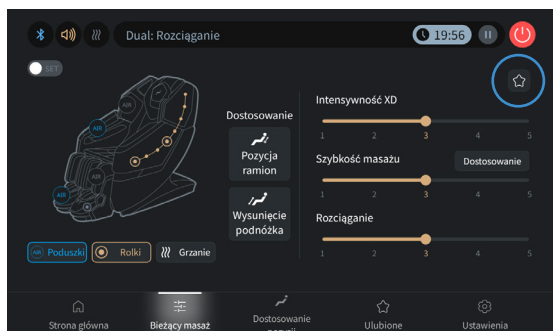 Dual: Rozciąganie
19:56
SET
AIR
AIR
AIR
AIR
Dostosowanie
Pozycja
ramion
Wysunięcie
podnóżka
Intensywność XD
1 2 3 4 5
Szybkość masażu
Dostosowanie
1 2 3 4 5
Rozciąganie
1 2 3 4 5
AIR Poduszki
Rolki
Grzanie
Strona główna
Bieżący masaż
Dostosowanie
pozycji
Ulubione
Ustawienia